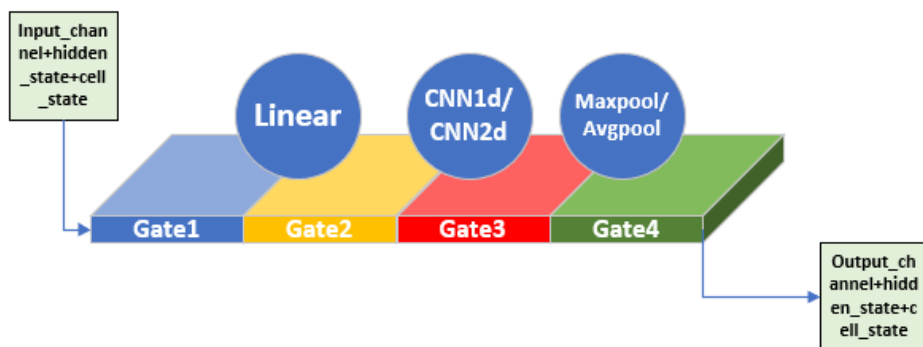 Input_chan
nel+hidden
_state+cell
_state
Linear
CNN1d/
CNN2d
Maxpool/
Avgpool
Gate1
Gate2
Gate3
Gate4
Output_ch
annel+hidd
en_state+c
ell_state